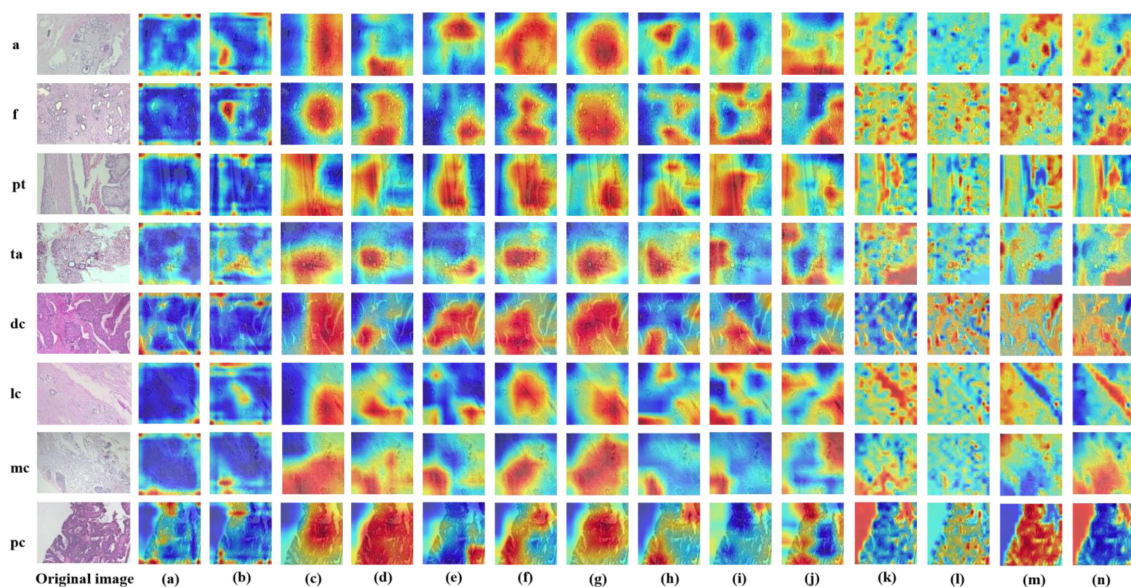 a
f
pt
ta
dc
lc
mc
pc
Original image (a) (b) (c) (d) (e) (f) (g) (h) (i) (j) (k) (l) (m) (n)